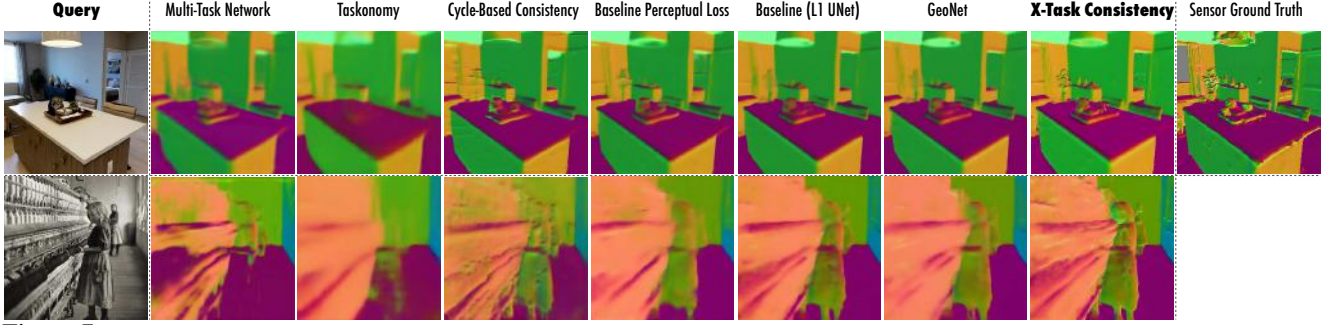 Query Multi-Task Network Taskonomy Cycle-Based Consistency Baseline Perceptual Loss Baseline (L1 UNet) GeoNet X-Task Consistency Sensor Ground Truth